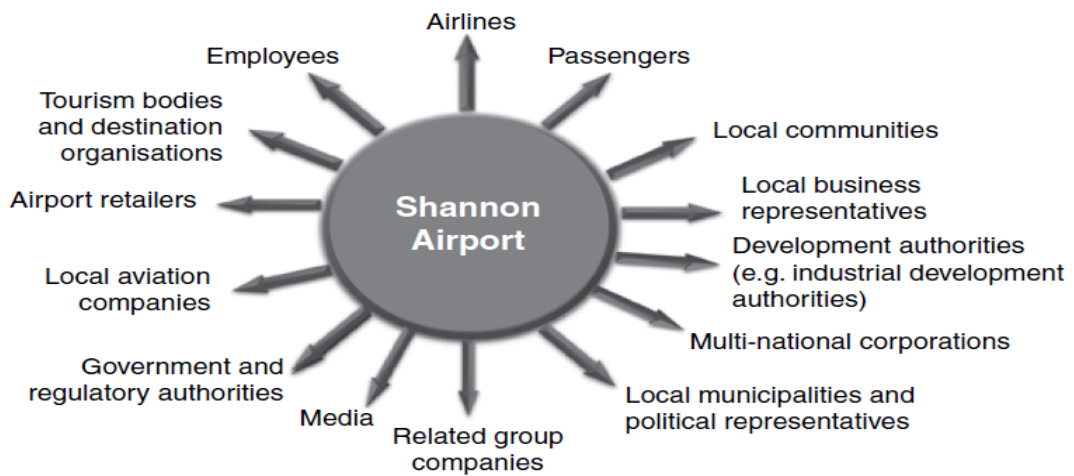 Airlines
Employees
Passengers
Tourism bodies
and destination
organisations
Local communities
Airport retailers
Shannon
Airport
Local business
representatives
Development authorities
(e.g. industrial development
authorities)
Local aviation
companies
Multi-national corporations
Government and
regulatory authorities
Media
Related group
companies
Local municipalities and
political representatives